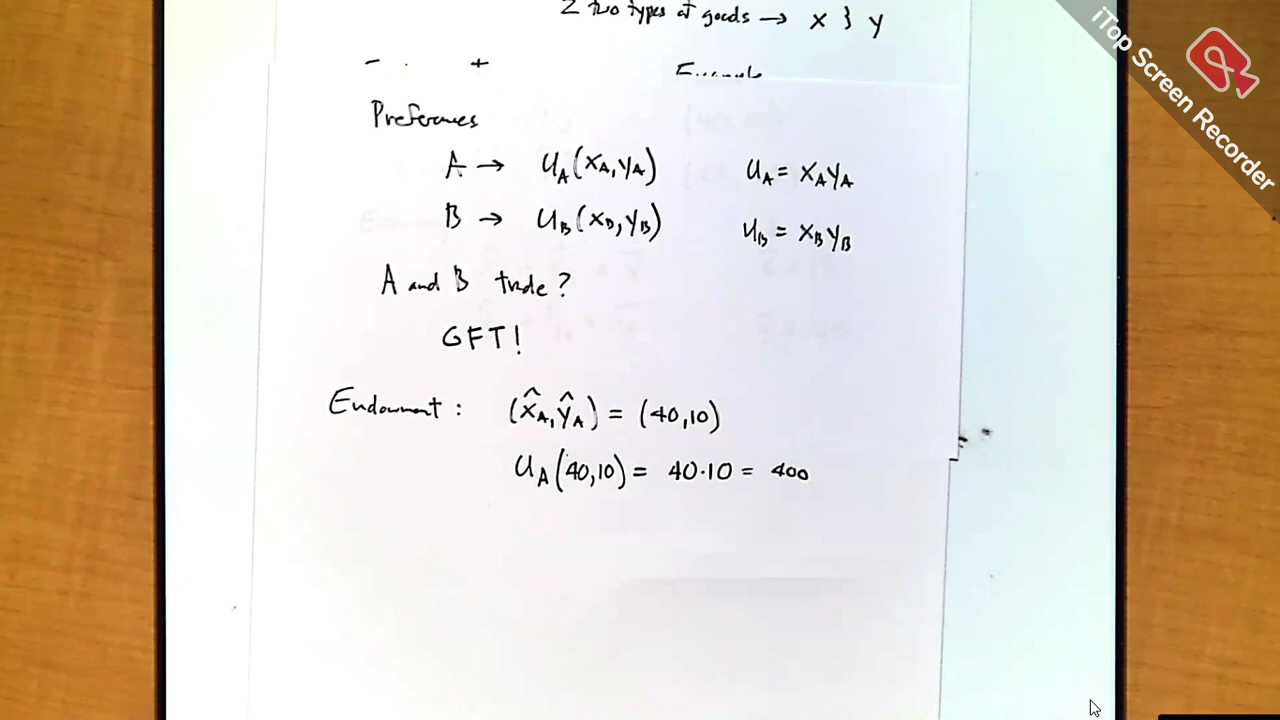 2 two types of goods → x } y
Example
Preferences
A → U_A(x_A, y_A) U_A = x_A y_A
B → U_B(x_B, y_B) U_B = x_B y_B
A and B trade?
GFT!
Endowment : (x̂_A, ŷ_A) = (40,10)
U_A(40,10) = 40·10 = 400
iTop Screen Recorder